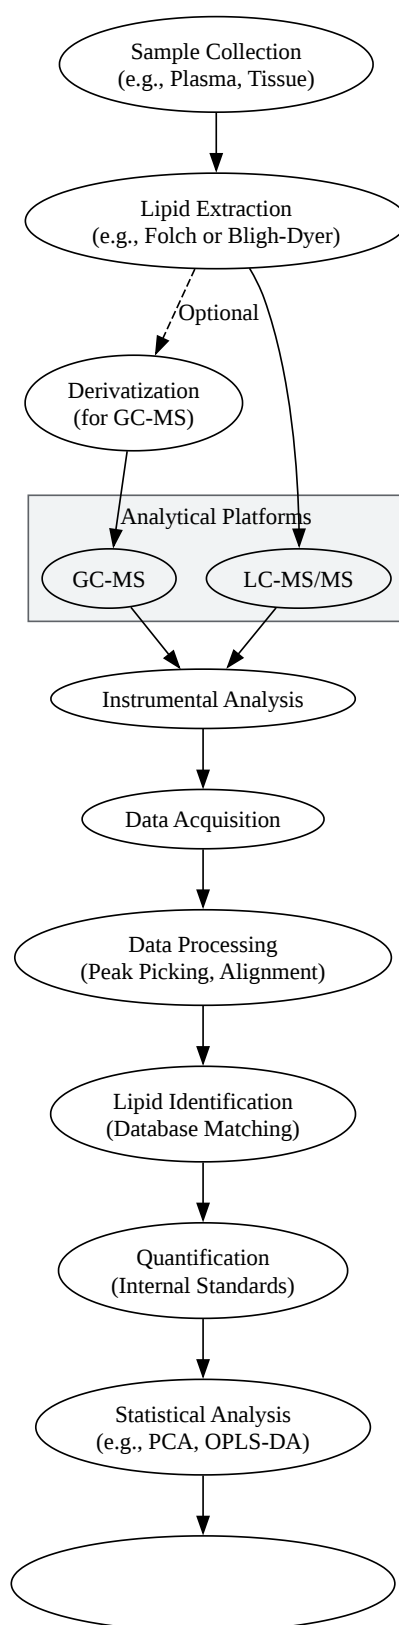 Sample Collection
(e.g., Plasma, Tissue)
Lipid Extraction
(e.g., Folch or Bligh-Dyer)
Optional
Derivatization
(for GC-MS)
Analytical Platforms
GC-MS
LC-MS/MS
Instrumental Analysis
Data Acquisition
Data Processing
(Peak Picking, Alignment)
Lipid Identification
(Database Matching)
Quantification
(Internal Standards)
Statistical Analysis
(e.g., PCA, OPLS-DA)